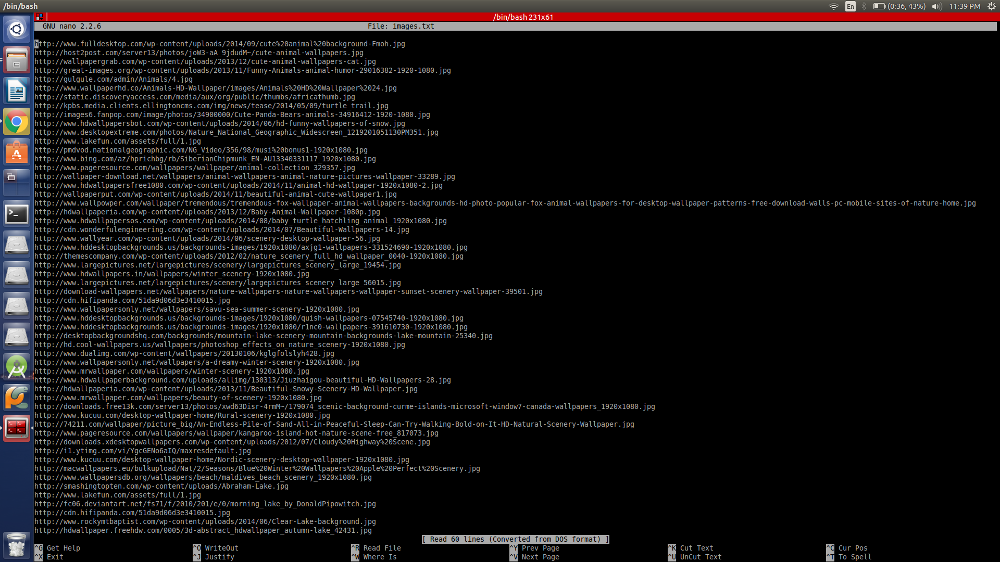 /bin/bash
En
(0:36, 43%)
11:39 PM
/bin/bash 231x61
GNU nano 2.2.6 File: images.txt
http://www.fulldesktop.com/wp-content/uploads/2014/09/cute%20animal%20background-Fmoh.jpg
http://host2post.com/server13/photos/joW3-aA_9jdudM~/cute-animal-wallpapers.jpg
http://wallpapergrab.com/wp-content/uploads/2013/12/cute-animal-wallpapers-cat.jpg
http://great-images.org/wp-content/uploads/2013/11/Funny-Animals-animal-humor-29016382-1920-1080.jpg
http://gulgule.com/admin/Animals/4.jpg
http://www.wallpaperhd.co/Animals-HD-Wallpaper/images/Animals%20HD%20Wallpaper%2024.jpg
http://static.discoveryaccess.com/media/aux/org/public/thumbs/africathumb.jpg
http://kpbs.media.clients.ellingtoncms.com/img/news/tease/2014/05/09/turtle_trail.jpg
http://images6.fanpop.com/image/photos/34900000/Cute-Panda-Bears-animals-34916412-1920-1080.jpg
http://www.hdwallpapersbot.com/wp-content/uploads/2014/06/hd-funny-wallpapers-of-snow.jpg
http://www.desktopextreme.com/photos/Nature_National_Geographic_Widescreen_1219201051130PM351.jpg
http://www.lakefun.com/assets/full/1.jpg
http://pmdvod.nationalgeographic.com/NG_Video/356/98/musi%20bonus1-1920x1080.jpg
http://www.bing.com/az/hprichbg/rb/SiberianChipmunk_EN-AU13340331117_1920x1080.jpg
http://www.pageresource.com/wallpapers/wallpaper/animal-collection_329357.jpg
http://wallpaper-download.net/wallpapers/animal-wallpapers-animal-nature-pictures-wallpaper-33289.jpg
http://www.hdwallpapersfree1080.com/wp-content/uploads/2014/11/animal-hd-wallpaper-1920x1080-2.jpg
http://wallpaperput.com/wp-content/uploads/2014/11/beautiful-animal-cute-wallpaper1.jpg
http://www.wallpowper.com/wallpaper/tremendous/tremendous-fox-wallpaper-animal-wallpapers-backgrounds-hd-photo-popular-fox-animal-wallpapers-for-desktop-wallpaper-patterns-free-download-walls-pc-mobile-sites-of-nature-home.jpg
http://hdwallpaperia.com/wp-content/uploads/2013/12/Baby-Animal-Wallpaper-1080p.jpg
http://www.hdwallpapersos.com/wp-content/uploads/2014/08/baby_turtle_hatchling_animal_1920x1080.jpg
http://cdn.wonderfulengineering.com/wp-content/uploads/2014/07/Beautiful-Wallpapers-14.jpg
http://www.wallyear.com/wp-content/uploads/2014/06/scenery-desktop-wallpaper-56.jpg
http://www.hddesktopbackgrounds.us/backgrounds-images/1920x1080/axjg1-wallpapers-331524690-1920x1080.jpg
http://themescompany.com/wp-content/uploads/2012/02/nature_scenery_full_hd_wallpaper_0040-1920x1080.jpg
http://www.largepictures.net/largepictures/scenery/largepictures_scenery_large_19454.jpg
http://www.hdwallpapers.in/wallpapers/winter_scenery-1920x1080.jpg
http://www.largepictures.net/largepictures/scenery/largepictures_scenery_large_56015.jpg
http://download-wallpapers.net/wallpapers/nature-wallpapers-nature-wallpapers-wallpaper-sunset-scenery-wallpaper-39501.jpg
http://cdn.hifipanda.com/51da9d06d3e3410015.jpg
http://www.wallpapersonly.net/wallpapers/savu-sea-summer-scenery-1920x1080.jpg
http://www.hddesktopbackgrounds.us/backgrounds-images/1920x1080/quish-wallpapers-07545740-1920x1080.jpg
http://www.hddesktopbackgrounds.us/backgrounds-images/1920x1080/r1nc0-wallpapers-391610730-1920x1080.jpg
http://desktopbackgroundshq.com/backgrounds/mountain-lake-scenery-mountain-backgrounds-lake-mountain-25340.jpg
http://hd.cool-wallpapers.us/wallpapers/photoshop_effects_on_nature_scenery-1920x1080.jpg
http://www.dualimg.com/wp-content/wallpapers/20130106/kglgfolslyh428.jpg
http://www.wallpapersonly.net/wallpapers/a-dreamy-winter-scenery-1920x1080.jpg
http://www.mrwallpaper.com/wallpapers/winter-scenery-1920x1080.jpg
http://www.hdwallpaperbackground.com/uploads/allimg/130313/Jiuzhaigou-beautiful-HD-Wallpapers-28.jpg
http://hdwallpaperia.com/wp-content/uploads/2013/11/Beautiful-Snowy-Scenery-HD-Wallpaper.jpg
http://www.mrwallpaper.com/wallpapers/beauty-of-scenery-1920x1080.jpg
http://downloads.free13k.com/server13/photos/xwd63Disr-4rmM~/179074_scenic-background-curme-islands-microsoft-window7-canada-wallpapers_1920x1080.jpg
http://www.kucuu.com/desktop-wallpaper-home/Rural-scenery-1920x1080.jpg
http://74211.com/wallpaper/picture_big/An-Endless-Pile-of-Sand-All-in-Peaceful-Sleep-Can-Try-Walking-Bold-on-It-HD-Natural-Scenery-Wallpaper.jpg
http://www.pageresource.com/wallpapers/wallpaper/kangaroo-island-hot-nature-scene-free_817073.jpg
http://downloads.xdesktopwallpapers.com/wp-content/uploads/2012/07/Cloudy%20Highway%20Scene.jpg
http://i1.ytimg.com/vi/YgcGENo6aIQ/maxresdefault.jpg
http://www.kucuu.com/desktop-wallpaper-home/Nordic-scenery-desktop-wallpaper-1920x1080.jpg
http://macwallpapers.eu/bulkupload/Nat/2/Seasons/Blue%20Winter%20Wallpapers%20Apple%20Perfect%20Scenery.jpg
http://www.wallpapersdb.org/wallpapers/beach/maldives_beach_scenery_1920x1080.jpg
http://smashingtopten.com/wp-content/uploads/Abraham-Lake.jpg
http://www.lakefun.com/assets/full/1.jpg
http://fc06.deviantart.net/fs71/f/2010/201/e/0/morning_lake_by_DonaldPipowitch.jpg
http://cdn.hifipanda.com/51da9d06d3e3410015.jpg
http://www.rockymtbaptist.com/wp-content/uploads/2014/06/Clear-Lake-background.jpg
http://hdwallpaper.freehdw.com/0005/3d-abstract_hdwallpaper_autumn-lake_42431.jpg
[ Read 60 lines (Converted from DOS format) ]
^G Get Help ^O WriteOut ^R Read File ^Y Prev Page ^K Cut Text ^C Cur Pos
^X Exit ^J Justify ^W Where Is ^V Next Page ^U UnCut Text ^T To Spell